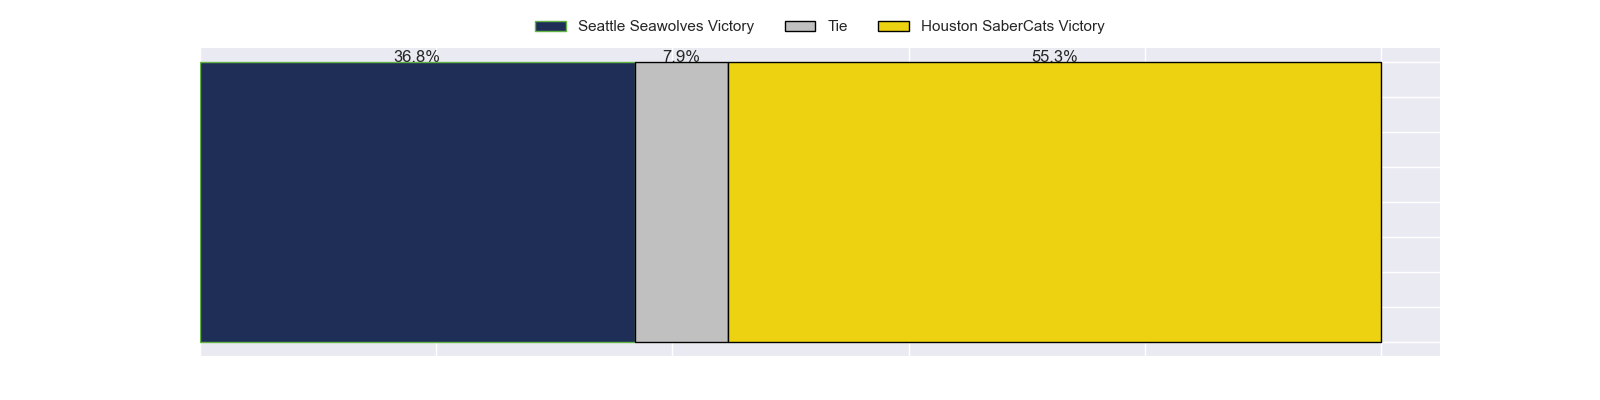 Seattle Seawolves Victory Tie Houston SaberCats Victory
36.8% 7.9% 55.3%